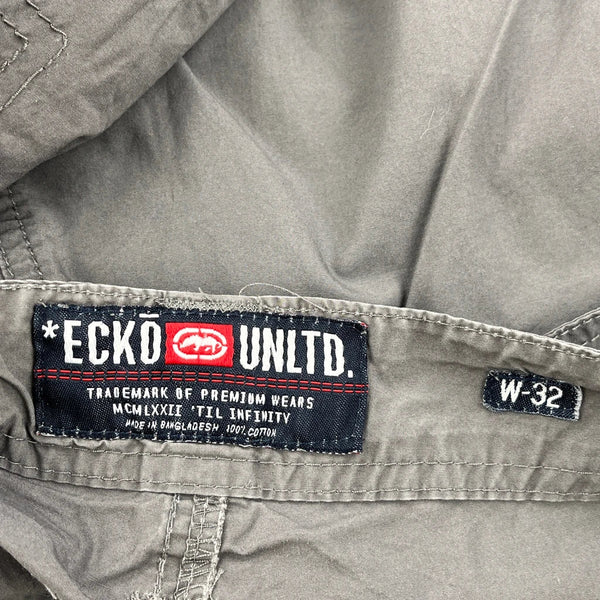 *ECKŌ UNLTD.
TRADEMARK OF PREMIUM WEARS
MCMLXXII 'TIL INFINITY
MADE IN BANGLADESH 100% COTTON
W-32